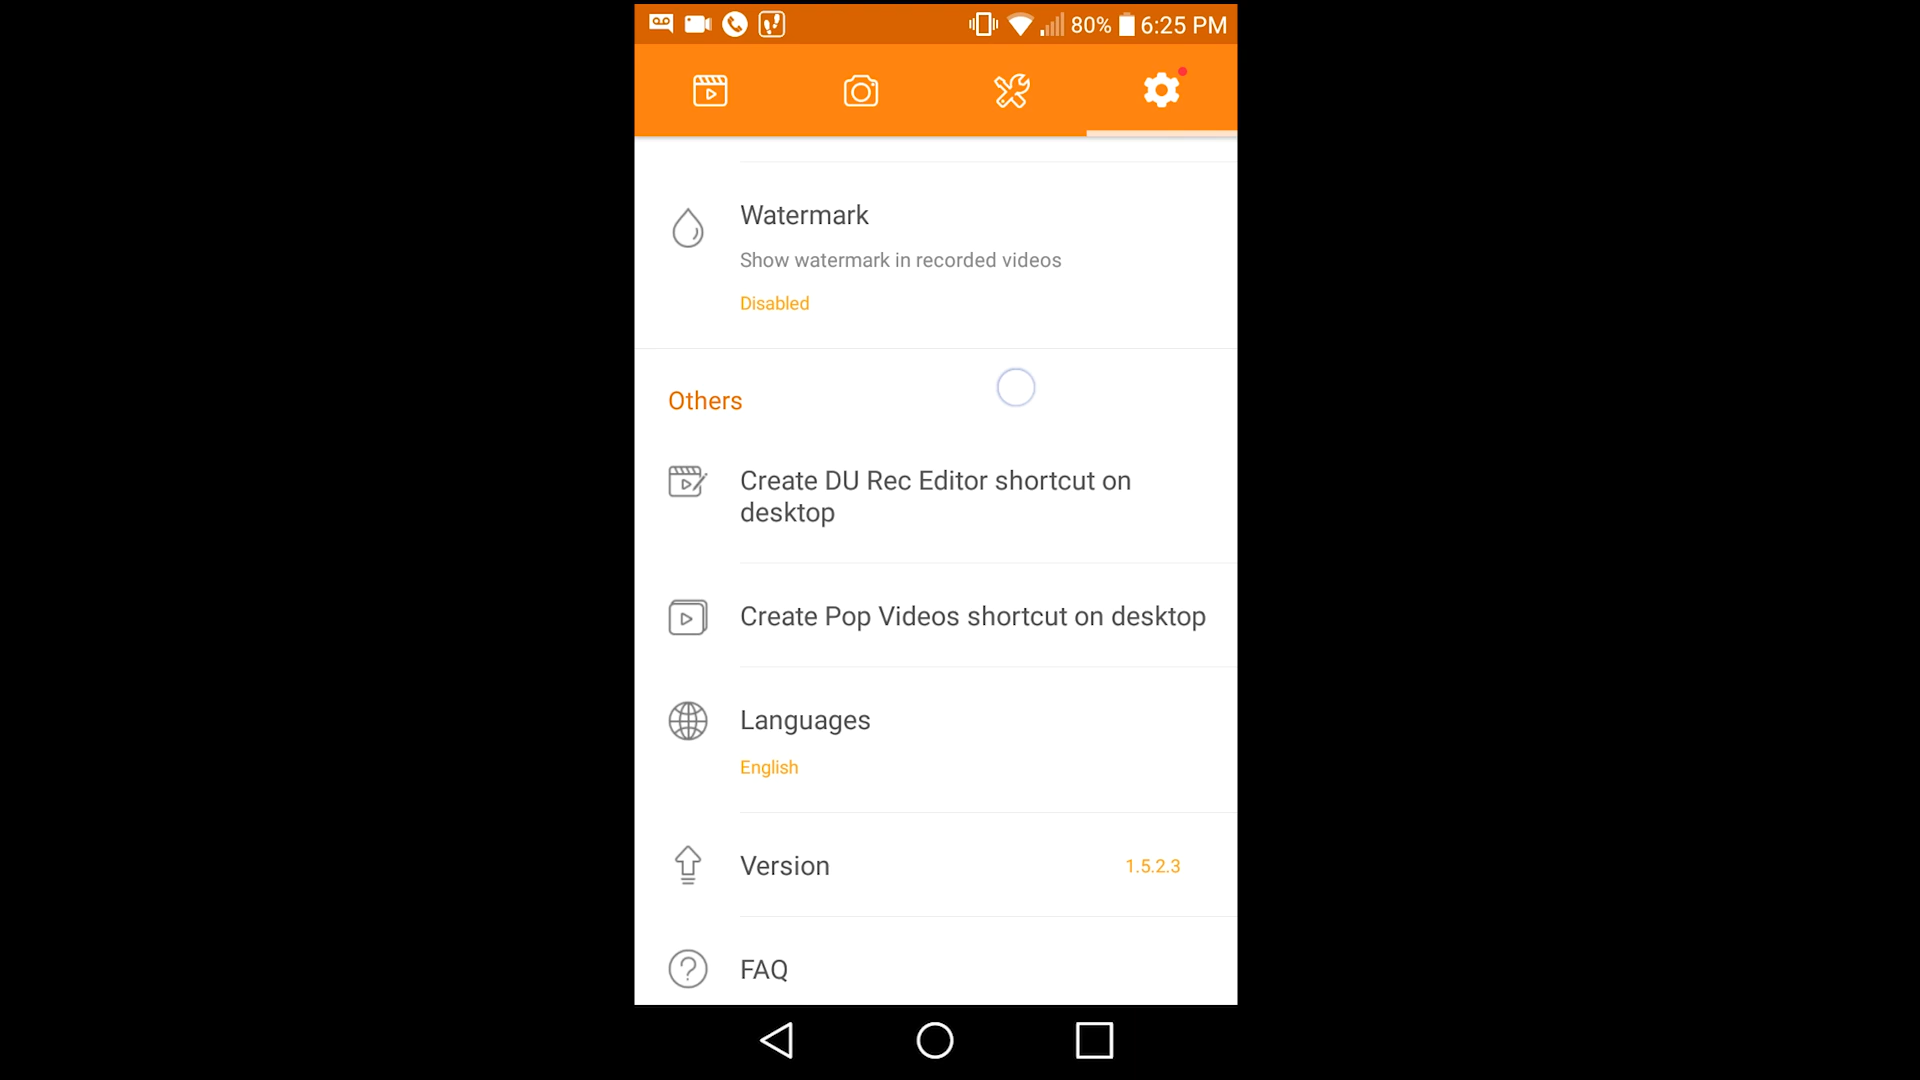 80% 6:25 PM
Watermark
Show watermark in recorded videos
Disabled
Others
Create DU Rec Editor shortcut on
desktop
Create Pop Videos shortcut on desktop
Languages
English
Version 1.5.2.3
FAQ